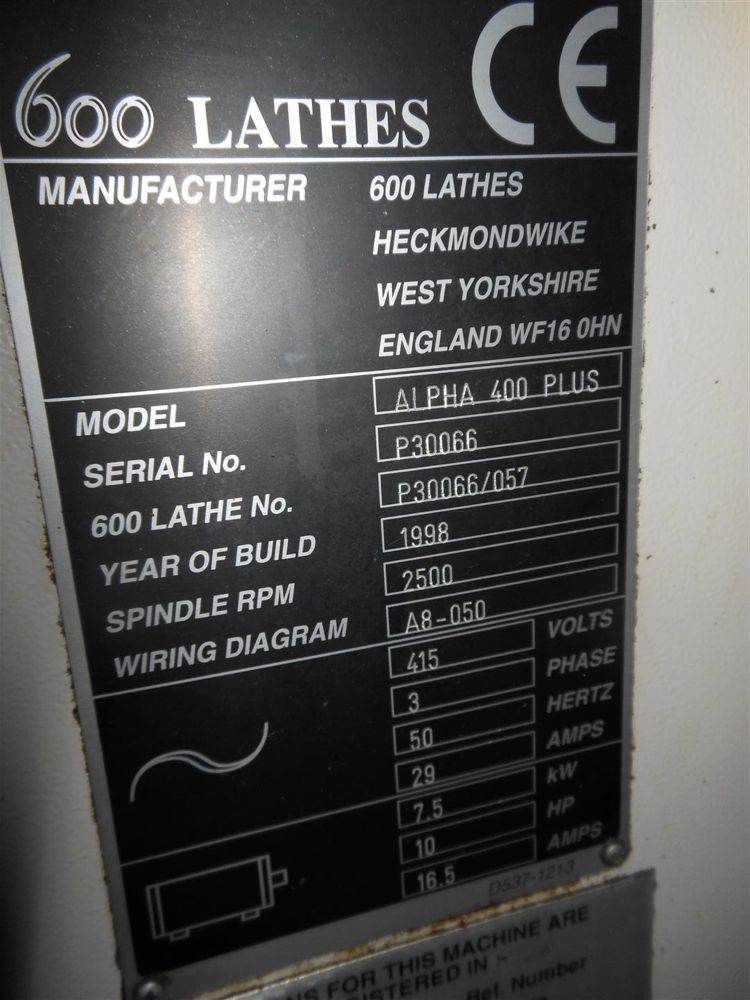 600 LATHES CE
MANUFACTURER 600 LATHES
HECKMONDWIKE
WEST YORKSHIRE
ENGLAND WF16 0HN
MODEL ALPHA 400 PLUS
SERIAL No. P30066
600 LATHE No. P30066/057
YEAR OF BUILD 1998
SPINDLE RPM 2500
WIRING DIAGRAM A8-050
415 VOLTS
3 PHASE
50 HERTZ
29 AMPS
7.5 kW
10 HP
16.5 AMPS
D537-1213
FOR THIS MACHINE ARE
IN
Ref. Number